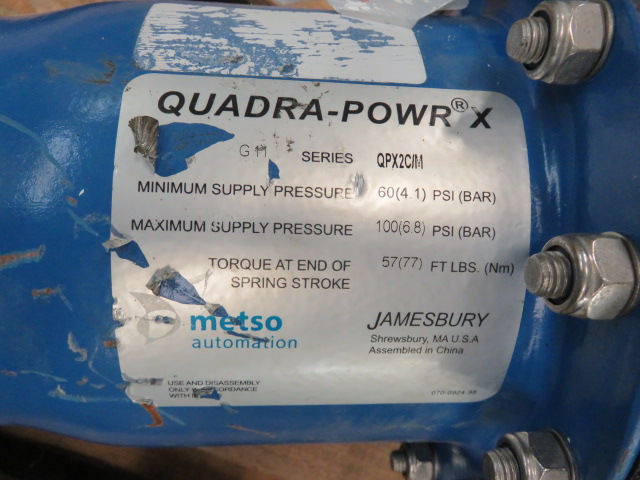 QUADRA-POWR® X
SERIES QPX2C/M
MINIMUM SUPPLY PRESSURE 60(4.1) PSI (BAR)
MAXIMUM SUPPLY PRESSURE 100(6.8) PSI (BAR)
TORQUE AT END OF SPRING STROKE 57(77) FT LBS. (Nm)
metso
automation
JAMESBURY
Shrewsbury, MA U.S.A
Assembled in China
USE AND DISASSEMBLY
ONLY IN ACCORDANCE
WITH